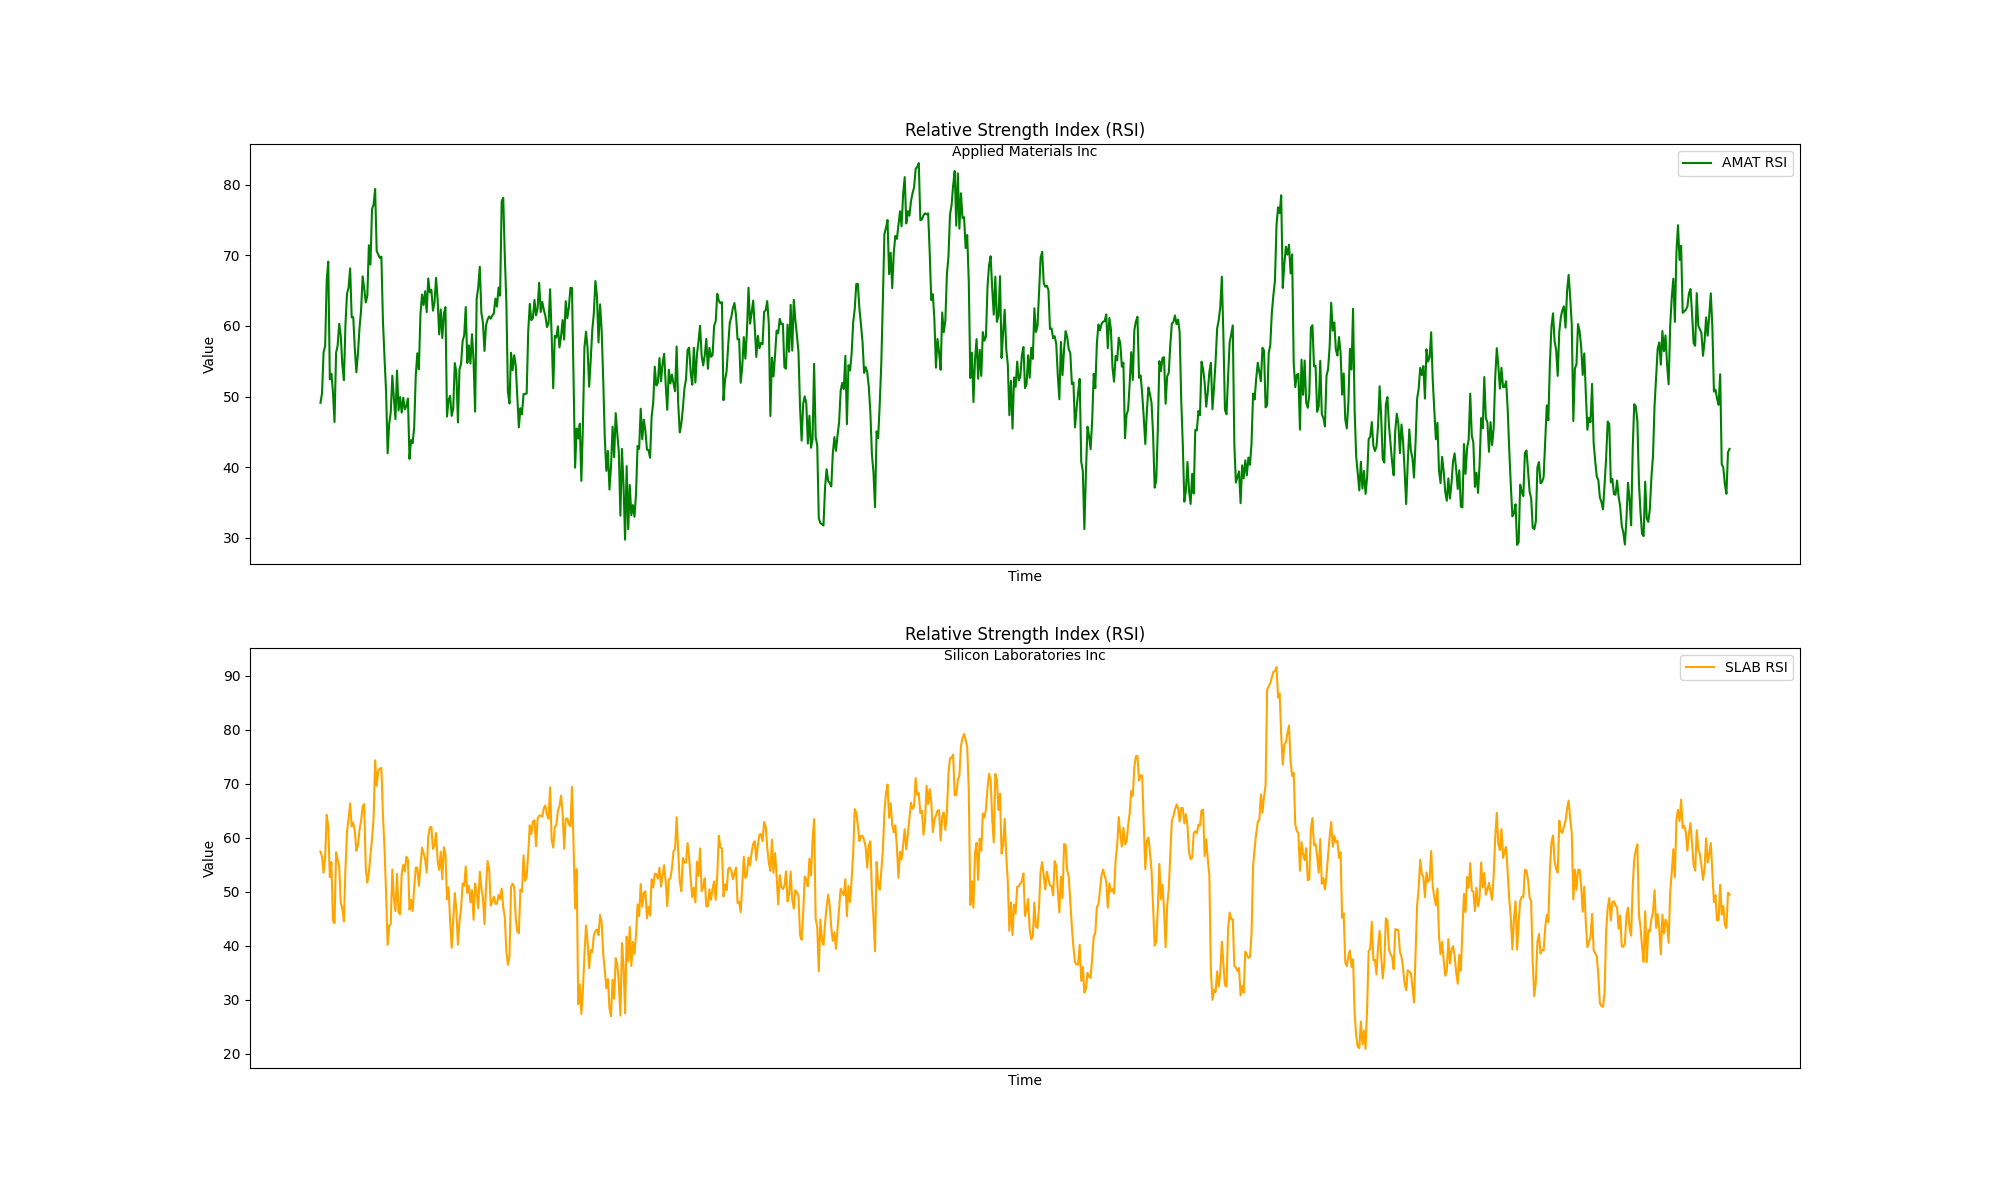 Relative Strength Index (RSI)
Applied Materials Inc
AMAT RSI
80
70
60
50
40
30
Value
Time
Relative Strength Index (RSI)
Silicon Laboratories Inc
SLAB RSI
90
80
70
60
50
40
30
20
Value
Time